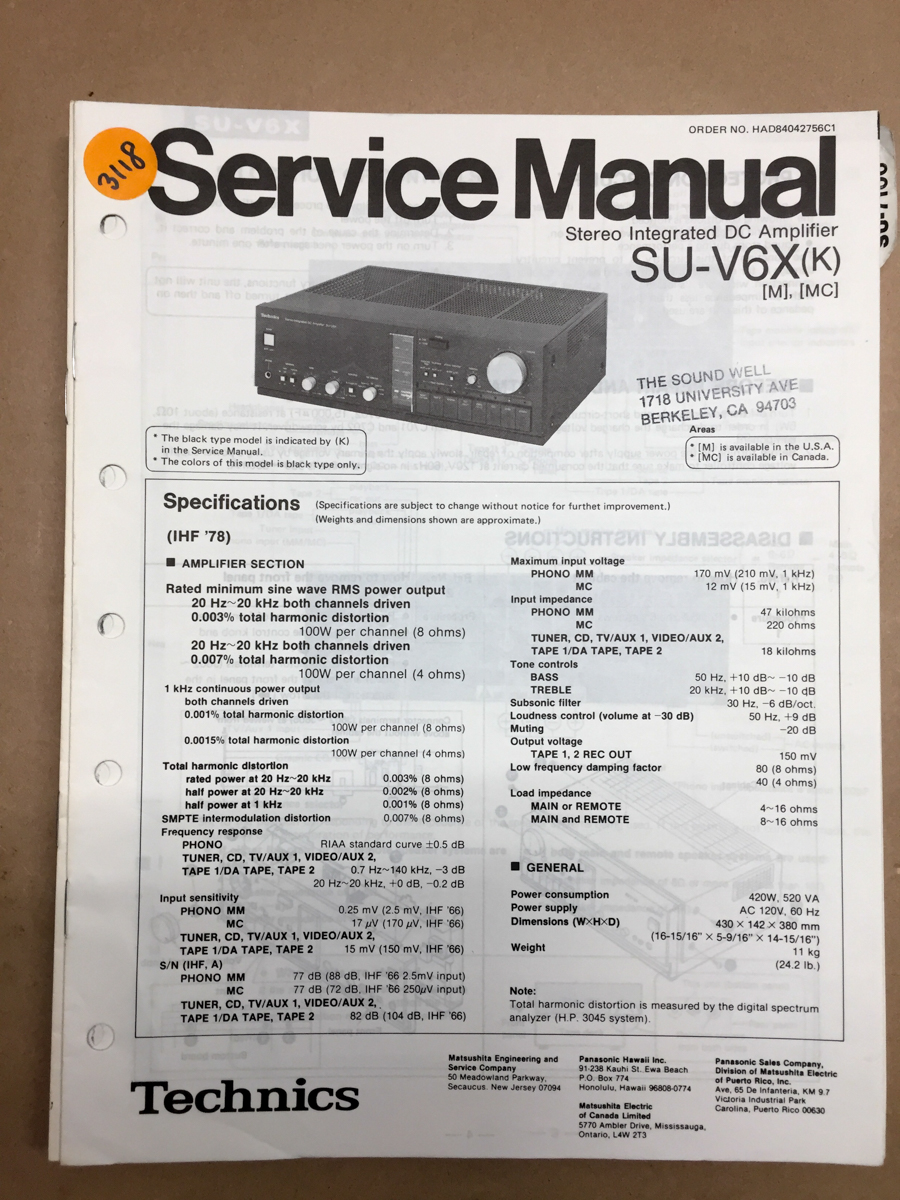 ORDER NO. HAD84042756C1
3118
Service Manual
Stereo Integrated DC Amplifier
SU-V6X(K)
[M], [MC]
Technics
THE SOUND WELL
1718 UNIVERSITY AVE
BERKELEY, CA 94703
Areas
* [M] is available in the U.S.A.
* [MC] is available in Canada.
* The black type model is indicated by (K)
in the Service Manual.
* The colors of this model is black type only.
Specifications (Specifications are subject to change without notice for furthet improvement.)
(Weights and dimensions shown are approximate.)
(IHF '78)
■ AMPLIFIER SECTION
Rated minimum sine wave RMS power output
20 Hz~20 kHz both channels driven
0.003% total harmonic distortion
100W per channel (8 ohms)
20 Hz~20 kHz both channels driven
0.007% total harmonic distortion
100W per channel (4 ohms)
1 kHz continuous power output
both channels driven
0.001% total harmonic distortion
100W per channel (8 ohms)
0.0015% total harmonic distortion
100W per channel (4 ohms)
Total harmonic distortion
rated power at 20 Hz~20 kHz 0.003% (8 ohms)
half power at 20 Hz~20 kHz 0.002% (8 ohms)
half power at 1 kHz 0.001% (8 ohms)
SMPTE intermodulation distortion 0.007% (8 ohms)
Frequency response
PHONO RIAA standard curve ±0.5 dB
TUNER, CD, TV/AUX 1, VIDEO/AUX 2,
TAPE 1/DA TAPE, TAPE 2 0.7 Hz~140 kHz, −3 dB
20 Hz~20 kHz, +0 dB, −0.2 dB
Input sensitivity
PHONO MM 0.25 mV (2.5 mV, IHF '66)
MC 17 µV (170 µV, IHF '66)
TUNER, CD, TV/AUX 1, VIDEO/AUX 2,
TAPE 1/DA TAPE, TAPE 2 15 mV (150 mV, IHF '66)
S/N (IHF, A)
PHONO MM 77 dB (88 dB, IHF '66 2.5mV input)
MC 77 dB (72 dB, IHF '66 250µV input)
TUNER, CD, TV/AUX 1, VIDEO/AUX 2,
TAPE 1/DA TAPE, TAPE 2 82 dB (104 dB, IHF '66)
Maximum input voltage
PHONO MM 170 mV (210 mV, 1 kHz)
MC 12 mV (15 mV, 1 kHz)
Input impedance
PHONO MM 47 kilohms
MC 220 ohms
TUNER, CD, TV/AUX 1, VIDEO/AUX 2,
TAPE 1/DA TAPE, TAPE 2 18 kilohms
Tone controls
BASS 50 Hz, +10 dB~ −10 dB
TREBLE 20 kHz, +10 dB~ −10 dB
Subsonic filter 30 Hz, −6 dB/oct.
Loudness control (volume at −30 dB) 50 Hz, +9 dB
Muting −20 dB
Output voltage
TAPE 1, 2 REC OUT 150 mV
Low frequency damping factor 80 (8 ohms)
40 (4 ohms)
Load impedance
MAIN or REMOTE 4~16 ohms
MAIN and REMOTE 8~16 ohms
■ GENERAL
Power consumption 420W, 520 VA
Power supply AC 120V, 60 Hz
Dimensions (W×H×D) 430 × 142 × 380 mm
(16-15/16" × 5-9/16" × 14-15/16")
Weight 11 kg
(24.2 lb.)
Note:
Total harmonic distortion is measured by the digital spectrum
analyzer (H.P. 3045 system).
Technics
Matsushita Engineering and
Service Company
50 Meadowland Parkway,
Secaucus. New Jersey 07094
Panasonic Hawaii Inc.
91-238 Kauhi St. Ewa Beach
P.O. Box 774
Honolulu, Hawaii 96808-0774
Matsushita Electric
of Canada Limited
5770 Ambler Drive, Mississauga,
Ontario, L4W 2T3
Panasonic Sales Company,
Division of Matsushita Electric
of Puerto Rico, Inc.
Ave, 65 De Infanteria, KM 9.7
Victoria Industrial Park
Carolina, Puerto Rico 00630